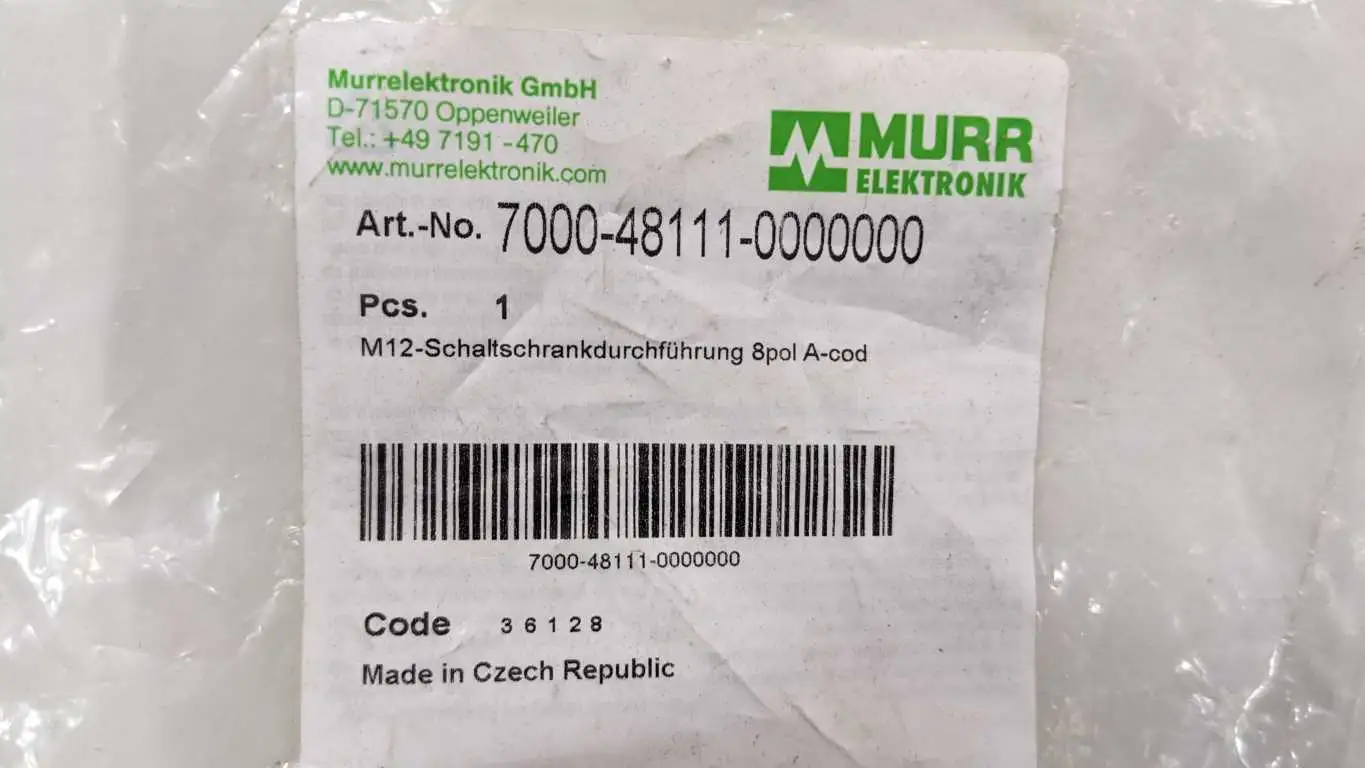 Murrelektronik GmbH
D-71570 Oppenweiler
Tel.: +49 7191 -470
www.murrelektronik.com
MURR
ELEKTRONIK
Art.-No. 7000-48111-0000000
Pcs. 1
M12-Schaltschrankdurchführung 8pol A-cod
7000-48111-0000000
Code 36128
Made in Czech Republic